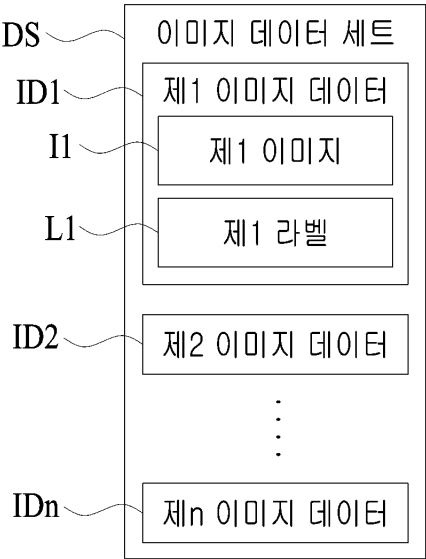 DS 이미지 데이터 세트
ID1 제1 이미지 데이터
I1 제1 이미지
L1 제1 라벨
ID2 제2 이미지 데이터
IDn 제n 이미지 데이터